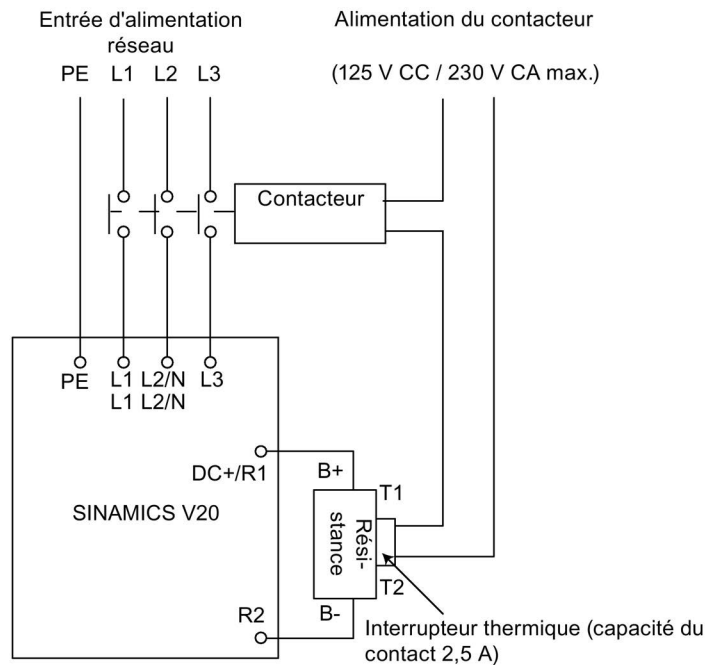 Entrée d'alimentation
réseau
Alimentation du contacteur
PE L1 L2 L3
(125 V CC / 230 V CA max.)
Contacteur
PE L1 L2/N L3
L1 L2/N
DC+/R1
B+
T1
SINAMICS V20
Rési-
stance
T2
R2
B-
Interrupteur thermique (capacité du
contact 2,5 A)